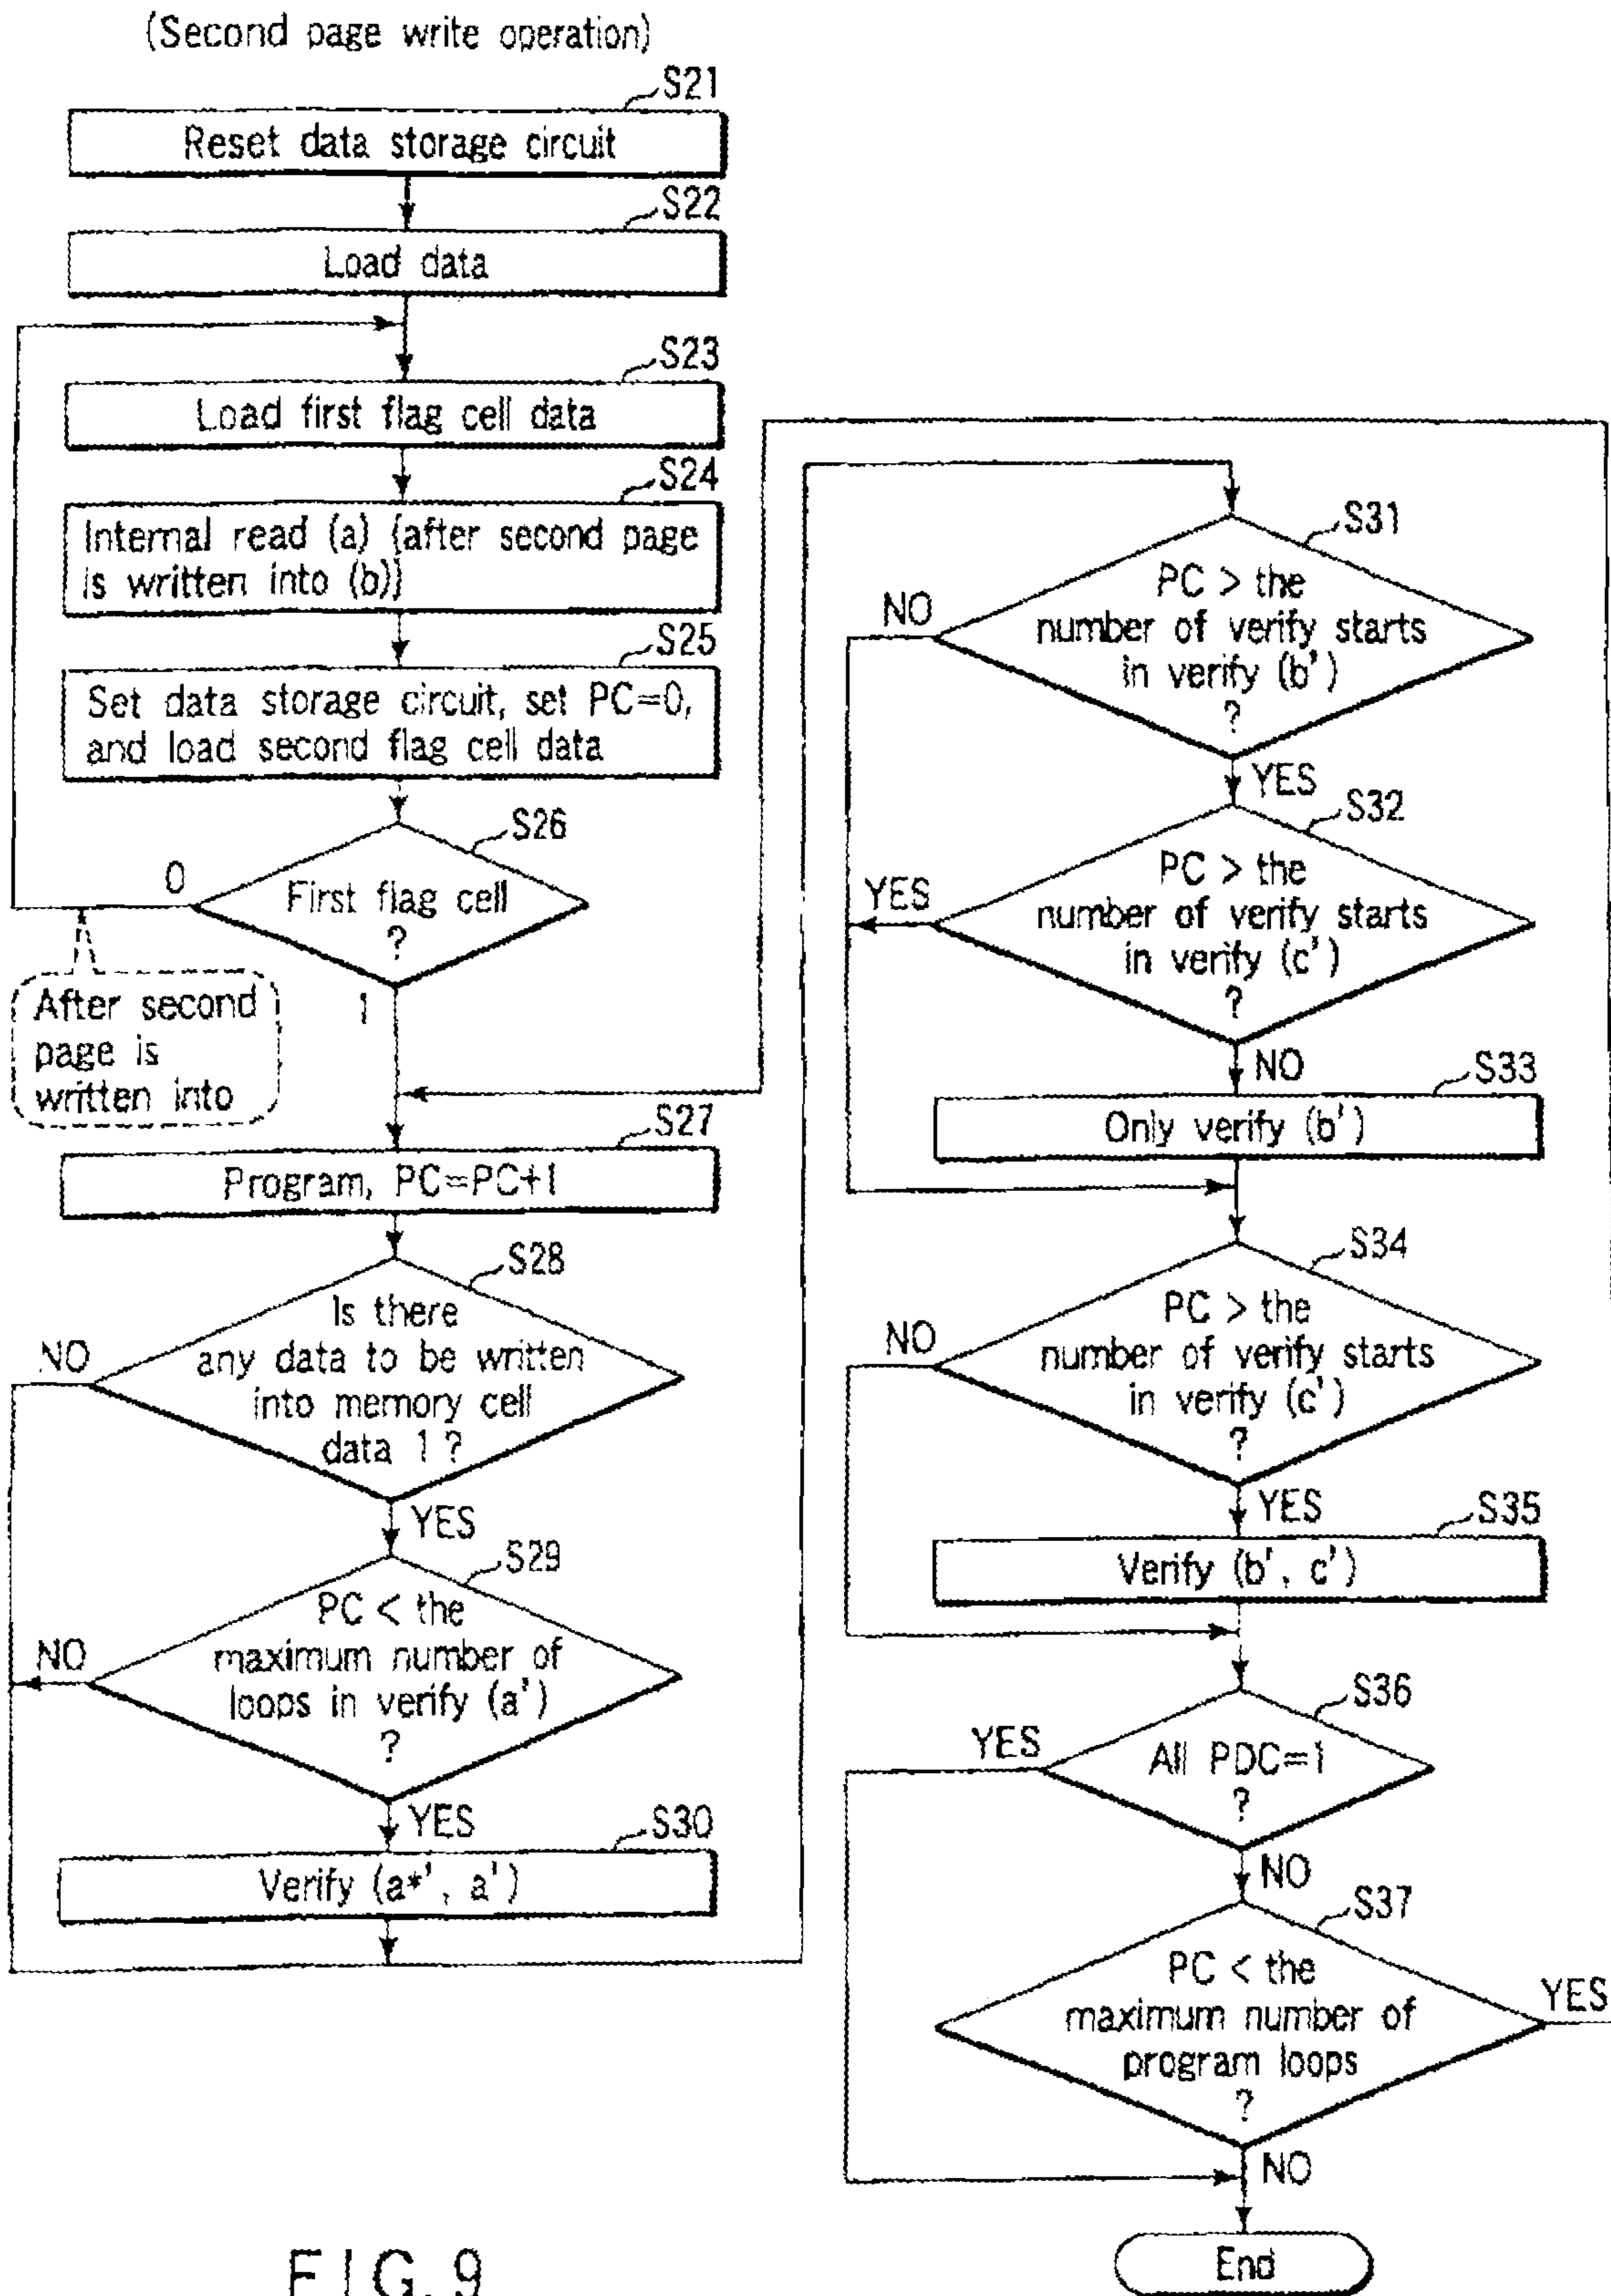 (Second page write operation)
S21
Reset data storage circuit
S22
Load data
S23
Load first flag cell data
S24
Internal read (a) (after second page
is written into (b))
S25
Set data storage circuit, set PC=0,
and load second flag cell data
S26
0
First flag cell
?
1
After second
page is
written into
S27
Program, PC=PC+1
S28
Is there
any data to be written
into memory cell
data 1 ?
NO
YES
S29
PC < the
maximum number of
loops in verify (a')
?
NO
YES
S30
Verify (a*', a')
S31
PC > the
number of verify starts
in verify (b')
?
NO
YES
S32
PC > the
number of verify starts
in verify (c')
?
YES
NO
S33
Only verify (b')
S34
PC > the
number of verify starts
in verify (c')
?
NO
YES
S35
Verify (b', c')
S36
All PDC=1
?
YES
NO
S37
PC < the
maximum number of
program loops
?
YES
NO
End
FIG. 9